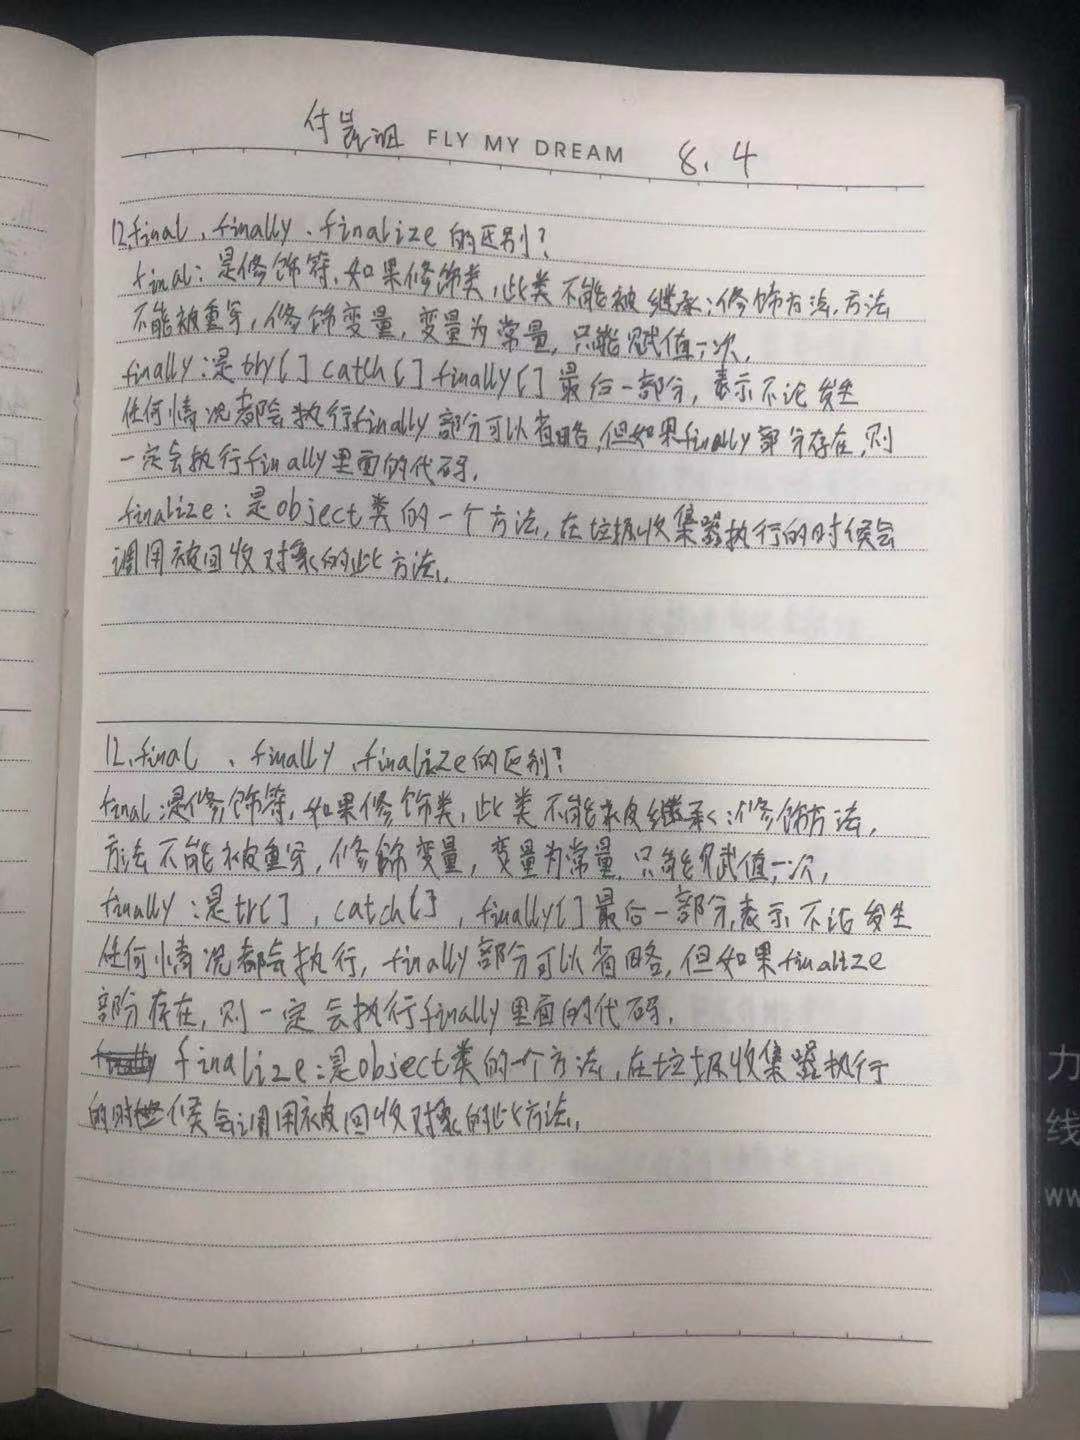 付 FLY MY DREAM 8.4
12.final、finally、finalize的区别?
final:是修饰符,如果修饰类,此类不能被继承;修饰方法,方法
不能被重写,修饰变量,变量为常量,只能赋值一次.
finally:是try[] catch[] finally[]最后一部分,表示不论发生
任何情况都会执行finally部分可以省略,但如果finally部分存在,则
一定会执行finally里面的代码.
finalize:是object类的一个方法,在垃圾收集器执行的时候会
调用被回收对象的此方法.
12.final、finally、finalize的区别?
final:是修饰符,如果修饰类,此类不能被继承;修饰方法,
方法不能被重写,修饰变量,变量为常量,只能赋值一次,
finally:是tr[],catch[],finally[]最后一部分,表示不论发生
任何情况都会执行,finally部分可以省略,但如果finalize
部分存在,则一定会执行finally里面的代码.
finalize:是object类的一个方法,在垃圾收集器执行
的时候会调用被回收对象的此方法,
力
线
ww